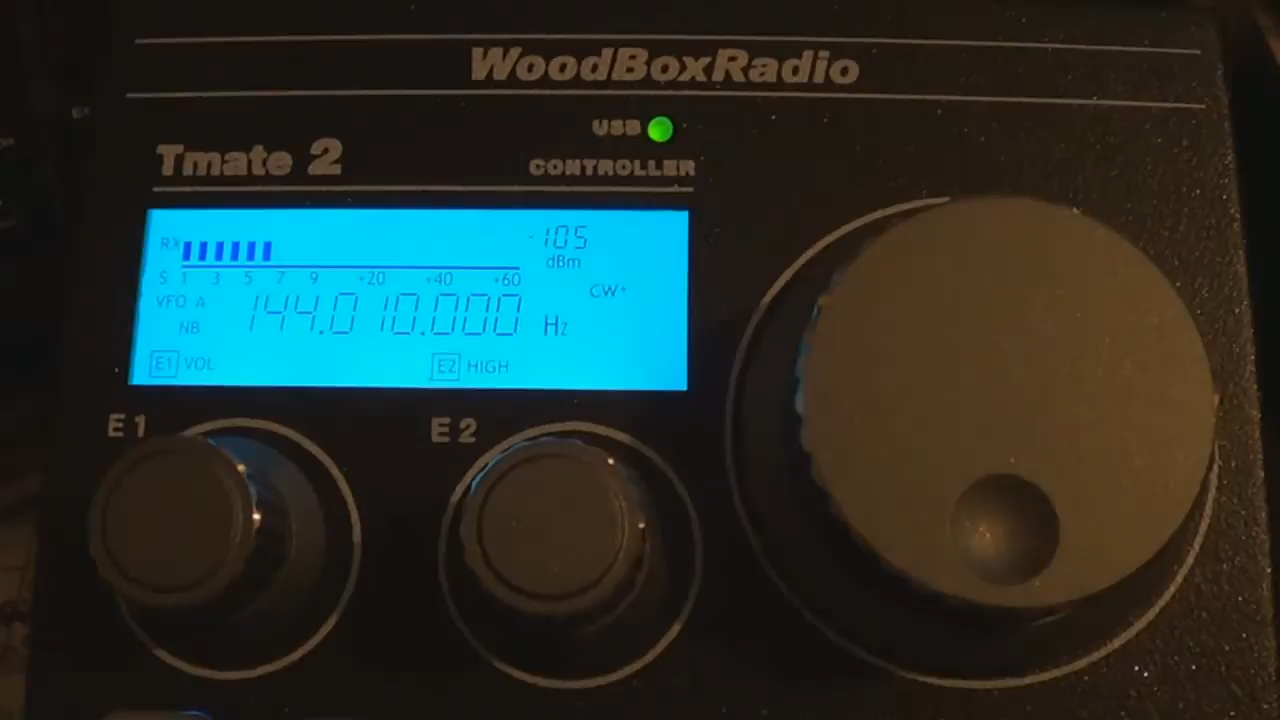 WoodBoxRadio
USB
Tmate 2
CONTROLLER
RX
-105
dBm
S 1 3 5 7 9 +20 +40 +60
CW+
VFO A
144.010.000 Hz
NB
E1 VOL E2 HIGH
E1 E2